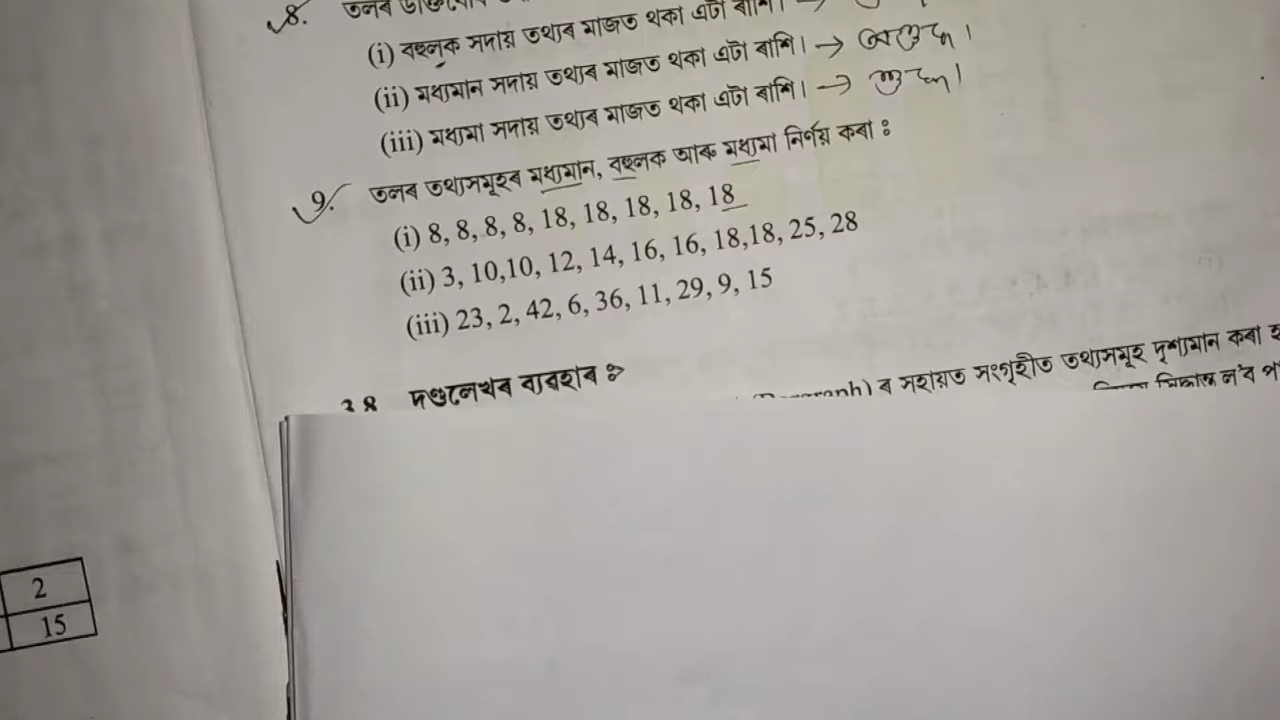 8. তলৰ
(i) বহুলক সদায় তথ্যৰ মাজত থকা এটা ৰাশি। →
(ii) মধ্যমান সদায় তথ্যৰ মাজত থকা এটা ৰাশি। → অশুদ্ধ।
(iii) মধ্যমা সদায় তথ্যৰ মাজত থকা এটা ৰাশি। → শুদ্ধ।
9. তলৰ তথ্যসমূহৰ মধ্যমান, বহুলক আৰু মধ্যমা নিৰ্ণয় কৰা ঃ
(i) 8, 8, 8, 8, 18, 18, 18, 18, 18
(ii) 3, 10,10, 12, 14, 16, 16, 18,18, 25, 28
(iii) 23, 2, 42, 6, 36, 11, 29, 9, 15
দণ্ডলেখৰ ব্যৱহাৰ ঃ
ৰ সহায়ত সংগৃহীত তথ্যসমূহ দৃশ্যমান কৰা
2
15